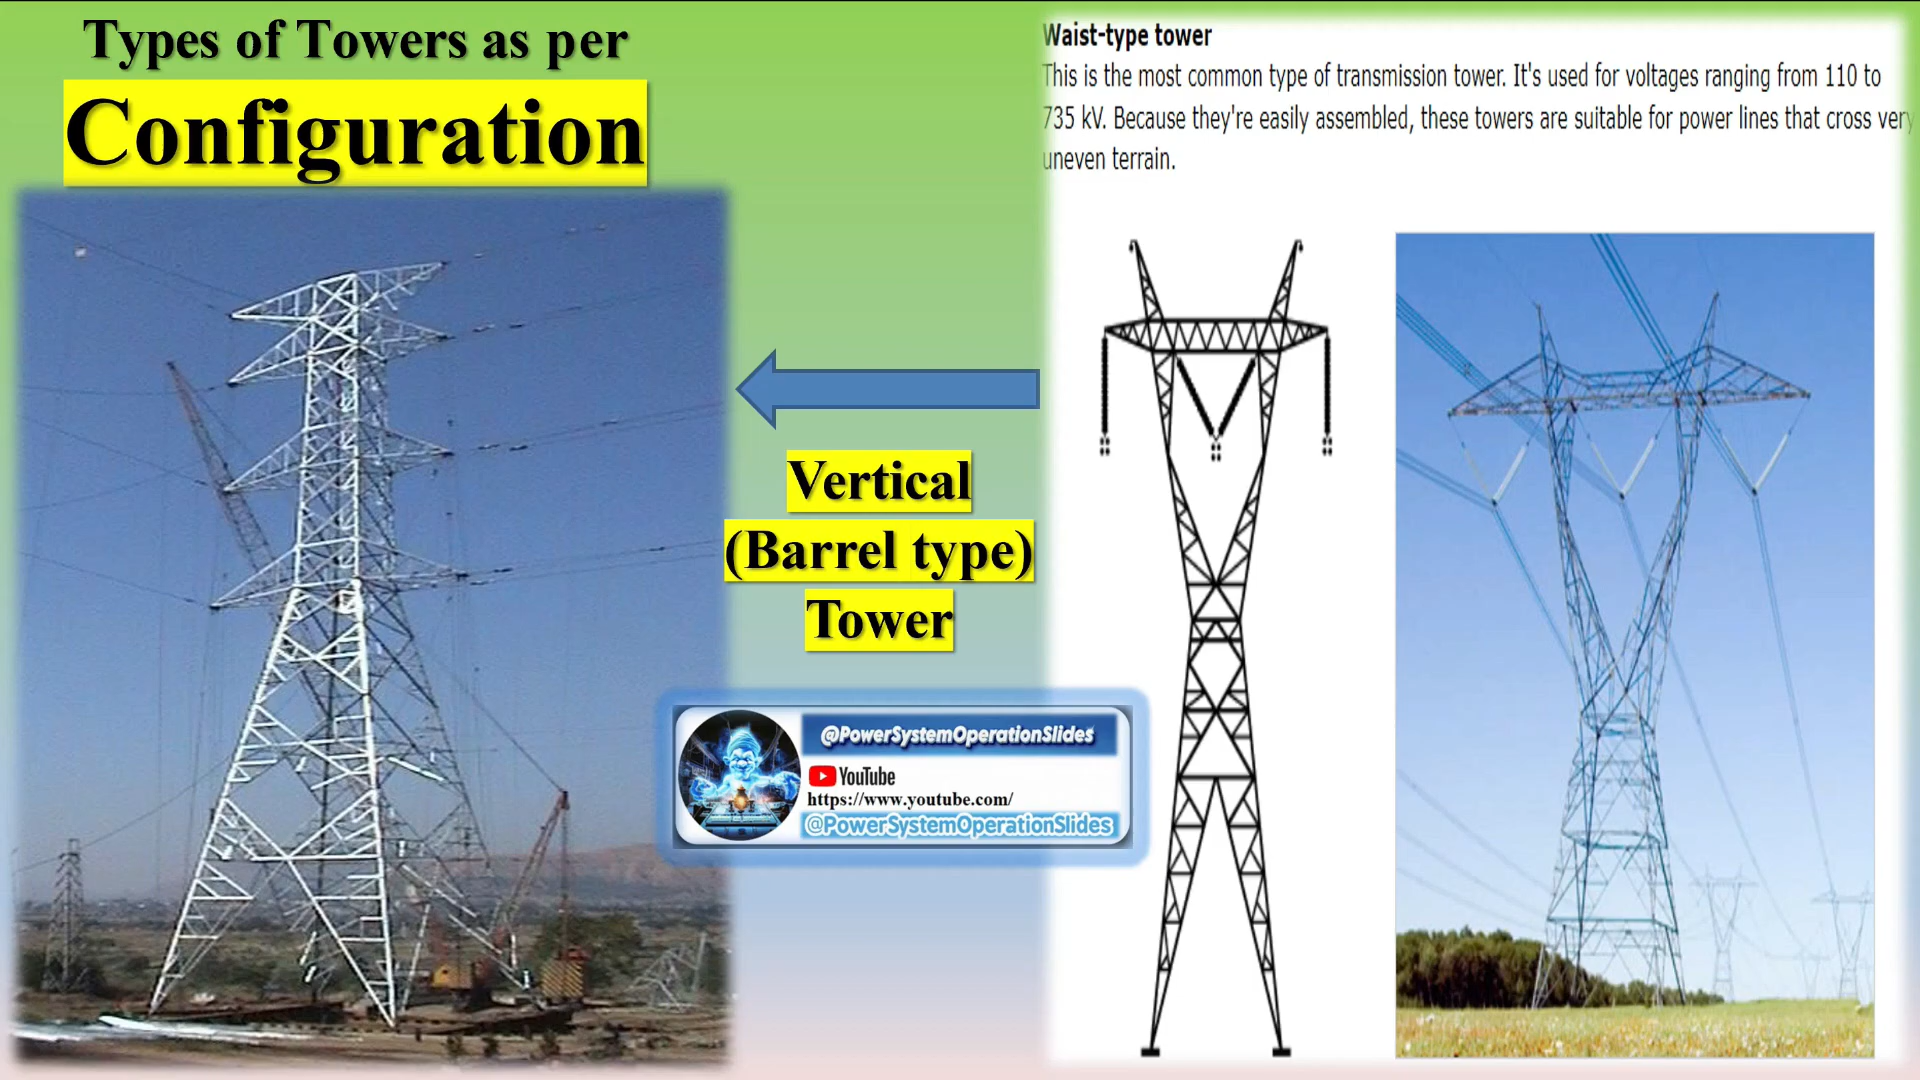 Types of Towers as per
Configuration
Waist-type tower
This is the most common type of transmission tower. It's used for voltages ranging from 110 to
735 kV. Because they're easily assembled, these towers are suitable for power lines that cross very
uneven terrain.
Vertical
(Barrel type)
Tower
@PowerSystemOperationSlides
YouTube
https://www.youtube.com/
@PowerSystemOperationSlides